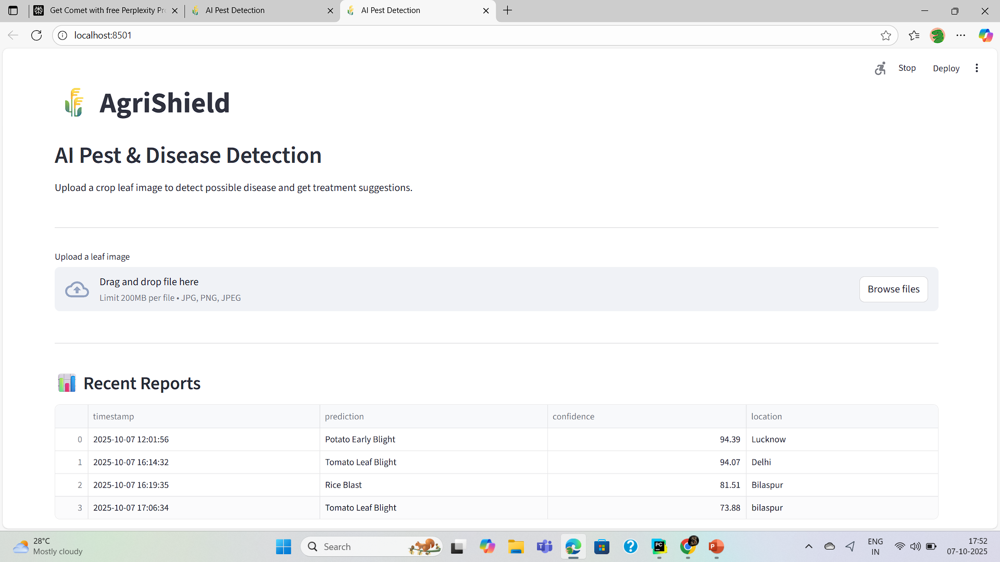 Get Comet with free Perplexity Pr
AI Pest Detection
AI Pest Detection
localhost:8501
Stop
Deploy
AgriShield
AI Pest & Disease Detection
Upload a crop leaf image to detect possible disease and get treatment suggestions.
Upload a leaf image
Drag and drop file here
Limit 200MB per file • JPG, PNG, JPEG
Browse files
Recent Reports
timestamp prediction confidence location
0 2025-10-07 12:01:56 Potato Early Blight 94.39 Lucknow
1 2025-10-07 16:14:32 Tomato Leaf Blight 94.07 Delhi
2 2025-10-07 16:19:35 Rice Blast 81.51 Bilaspur
3 2025-10-07 17:06:34 Tomato Leaf Blight 73.88 bilaspur
28°C
Mostly cloudy
Search
PC
P
ENG
IN
17:52
07-10-2025